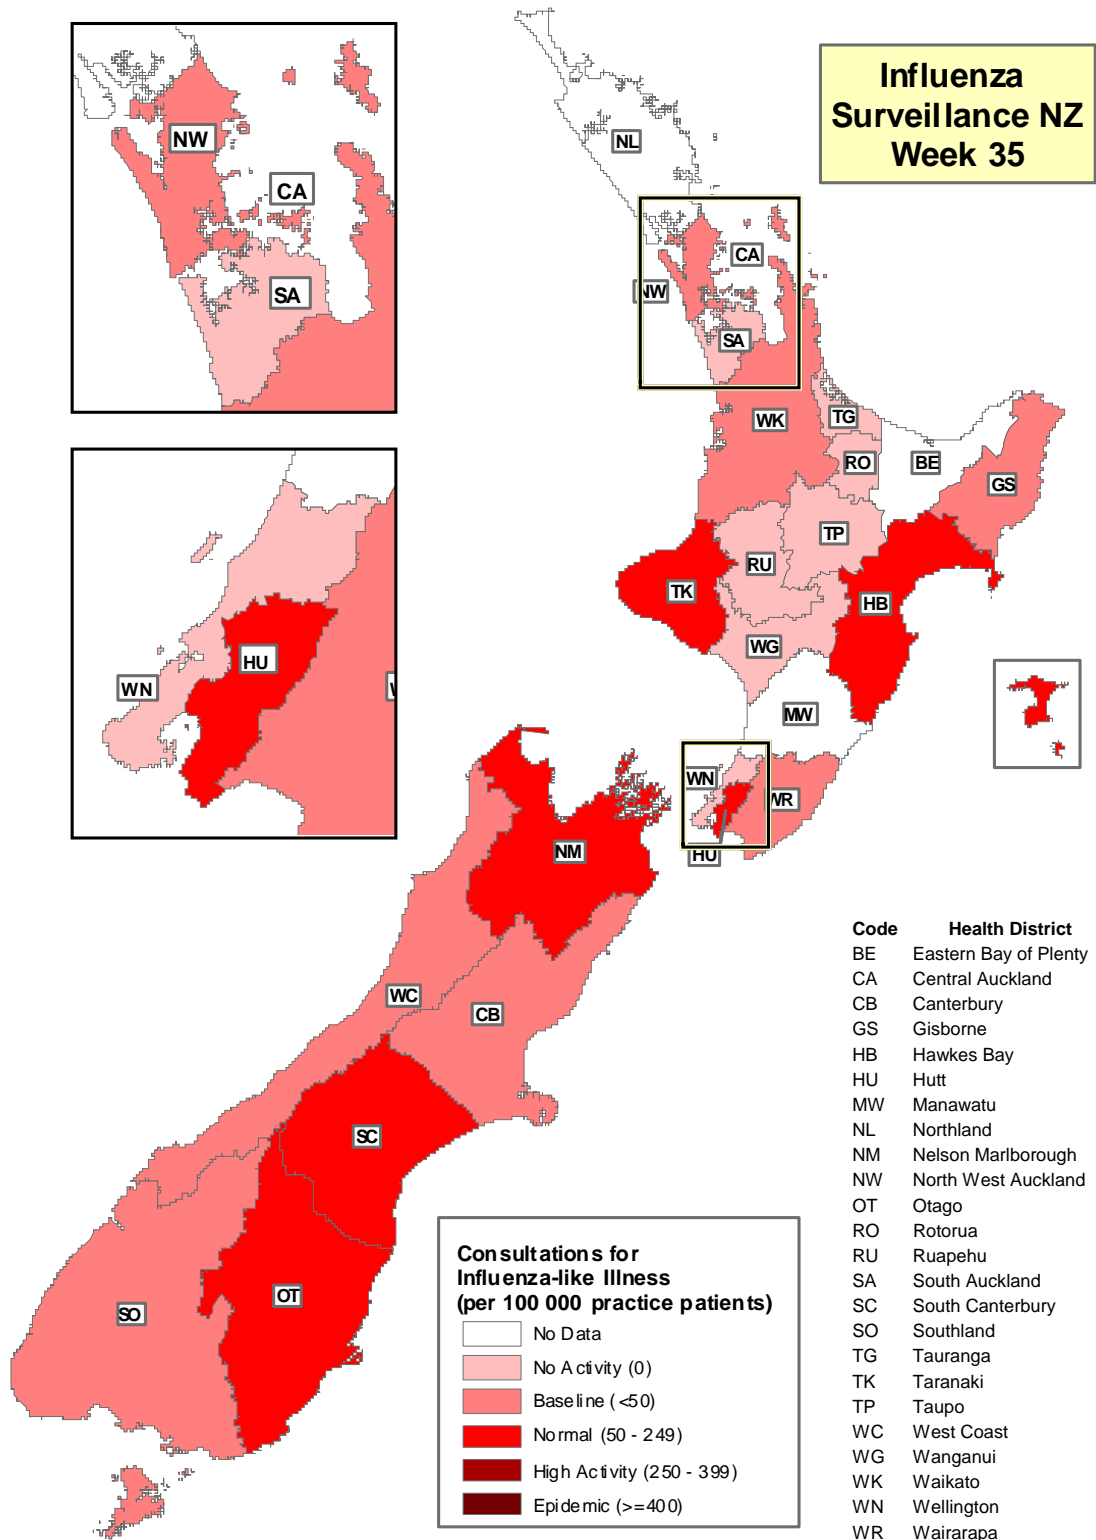 Influenza
Surveillance NZ
Week 35
NW
CA
SA
NL
CA
NW
SA
WK
TG
RO
BE
GS
TP
RU
TK
HB
WG
MW
HU
WN
WN
WR
HU
NM
WC
CB
SC
OT
SO
Code Health District
BE Eastern Bay of Plenty
CA Central Auckland
CB Canterbury
GS Gisborne
HB Hawkes Bay
HU Hutt
MW Manawatu
NL Northland
NM Nelson Marlborough
NW North West Auckland
OT Otago
RO Rotorua
RU Ruapehu
SA South Auckland
SC South Canterbury
SO Southland
TG Tauranga
TK Taranaki
TP Taupo
WC West Coast
WG Wanganui
WK Waikato
WN Wellington
WR Wairarapa
Consultations for
Influenza-like Illness
(per 100 000 practice patients)
No Data
No Activity (0)
Baseline (<50)
Normal (50 - 249)
High Activity (250 - 399)
Epidemic (>=400)